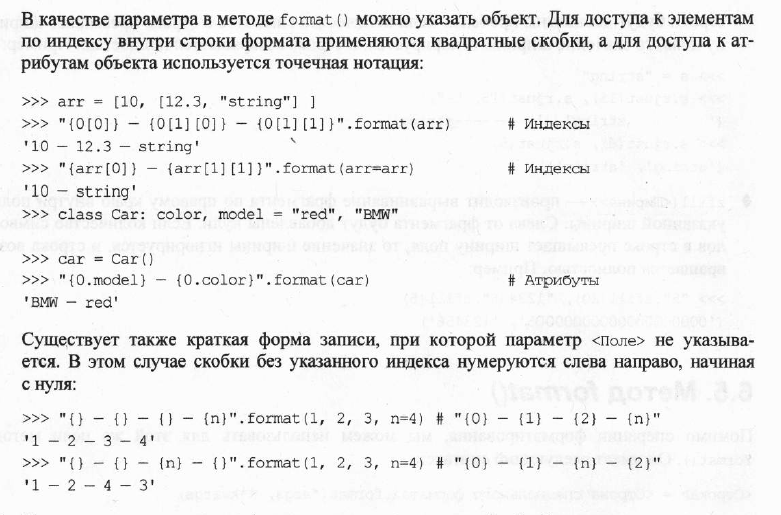 В качестве параметра в методе format() можно указать объект. Для доступа к элементам
по индексу внутри строки формата применяются квадратные скобки, а для доступа к ат-
рибутам объекта используется точечная нотация:
>>> arr = [10, [12.3, "string"] ]
>>> "{0[0]} — {0[1][0]} — {0[1][1]}".format(arr) # Индексы
'10 — 12.3 — string'
>>> "{arr[0]} — {arr[1][1]}".format(arr=arr) # Индексы
'10 — string'
>>> class Car: color, model = "red", "BMW"
>>> car = Car()
>>> "{0.model} — {0.color}".format(car) # Атрибуты
'BMW — red'
Существует также краткая форма записи, при которой параметр <Поле> не указыва-
ется. В этом случае скобки без указанного индекса нумеруются слева направо, начиная
с нуля:
>>> "{} — {} — {} — {n}".format(1, 2, 3, n=4) # "{0} — {1} — {2} — {n}"
'1 — 2 — 3 — 4'
>>> "{} — {} — {n} — {}".format(1, 2, 3, n=4) # "{0} — {1} — {n} — {2}"
'1 — 2 — 4 — 3'